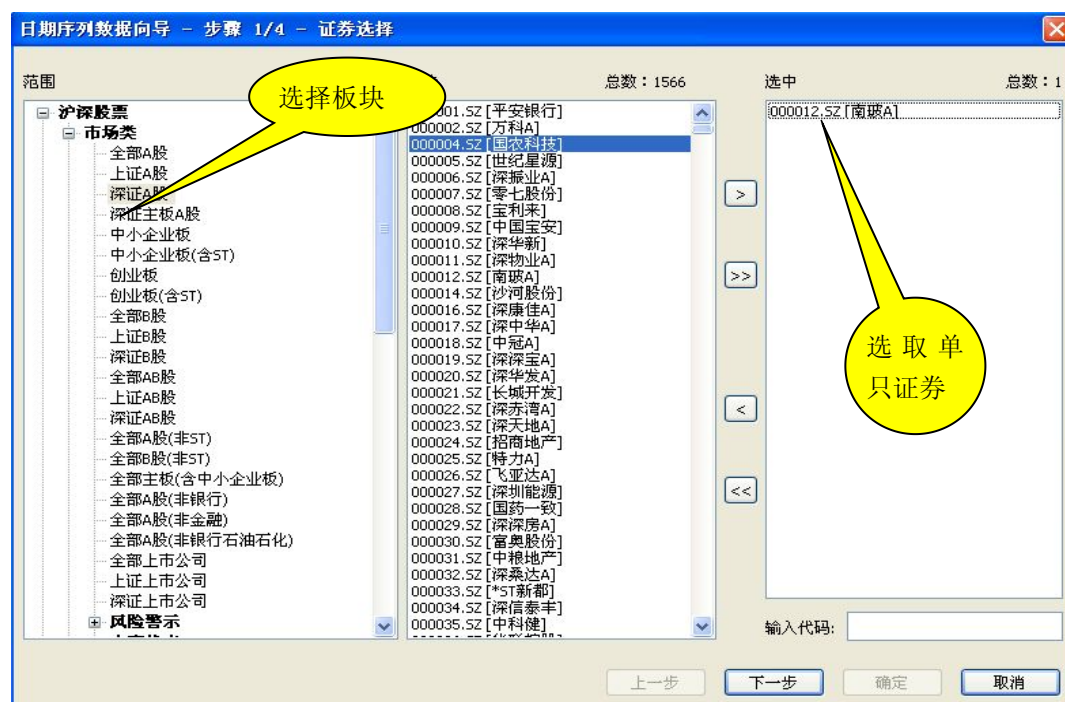 日期序列数据向导 - 步骤 1/4 - 证券选择
范围
总数：1566
选中
总数：1
选择板块
沪深股票
市场类
全部A股
上证A股
深证A股
深证主板A股
中小企业板
中小企业板(含ST)
创业板
创业板(含ST)
全部B股
上证B股
深证B股
全部AB股
上证AB股
深证AB股
全部A股(非ST)
全部B股(非ST)
全部主板(含中小企业板)
全部A股(非银行)
全部A股(非金融)
全部A股(非银行石油石化)
全部上市公司
上证上市公司
深证上市公司
风险警示
001.SZ [平安银行]
000002.SZ [万科A]
000004.SZ [国农科技]
000005.SZ [世纪星源]
000006.SZ [深振业A]
000007.SZ [零七股份]
000008.SZ [宝利来]
000009.SZ [中国宝安]
000010.SZ [深华新]
000011.SZ [深物业A]
000012.SZ [南玻A]
000014.SZ [沙河股份]
000016.SZ [深康佳A]
000017.SZ [深中华A]
000018.SZ [中冠A]
000019.SZ [深深宝A]
000020.SZ [深华发A]
000021.SZ [长城开发]
000022.SZ [深赤湾A]
000023.SZ [深天地A]
000024.SZ [招商地产]
000025.SZ [特力A]
000026.SZ [飞亚达A]
000027.SZ [深圳能源]
000028.SZ [国药一致]
000029.SZ [深深房A]
000030.SZ [富奥股份]
000031.SZ [中粮地产]
000032.SZ [深桑达A]
000033.SZ [*ST新都]
000034.SZ [深信泰丰]
000035.SZ [中科健]
>
>>
<
<<
000012.SZ [南玻A]
选取单
只证券
输入代码:
上一步
下一步
确定
取消